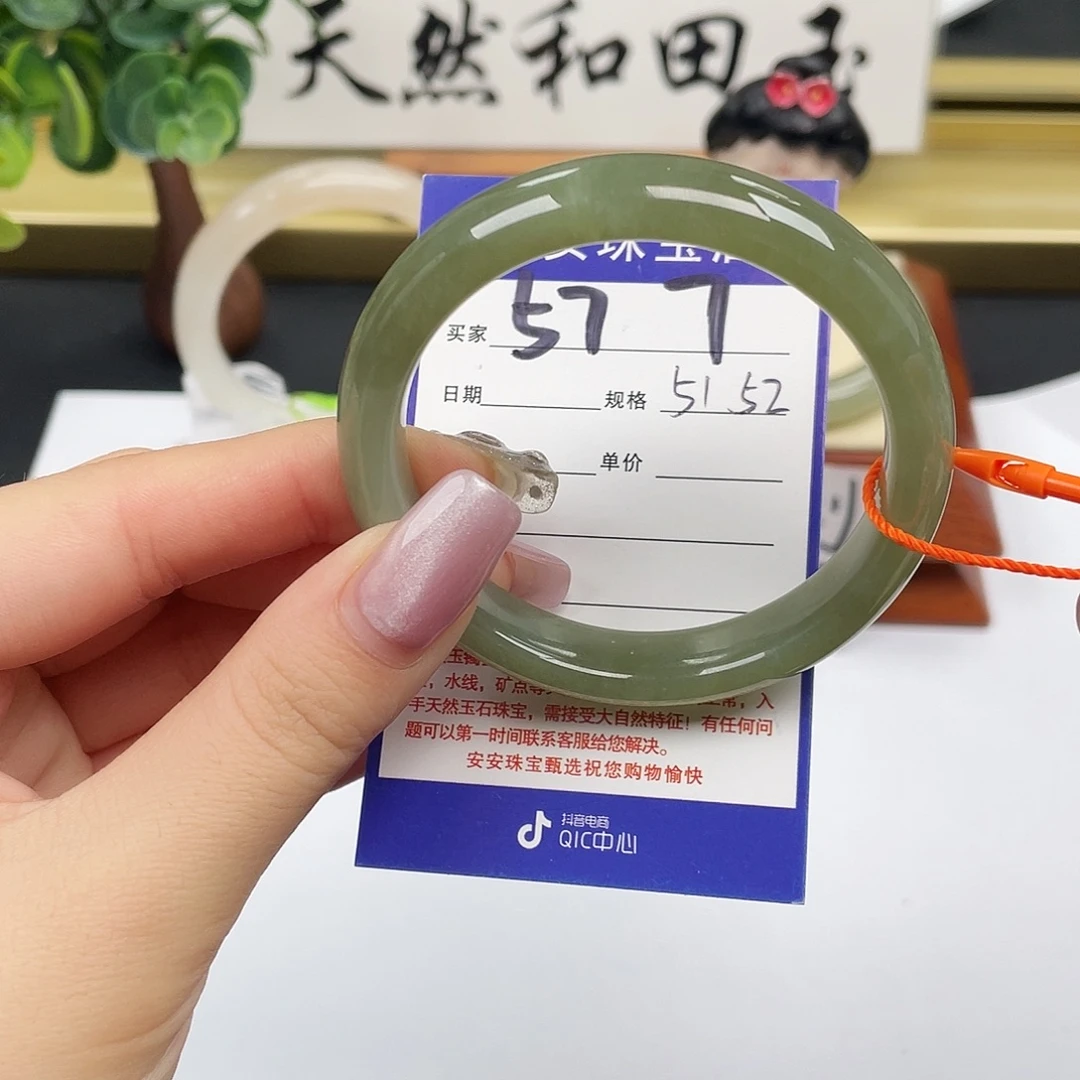 天然和田玉
安珠宝
57 7
买家
日期 规格 51 52
单价
，水线，矿点等
，入
手天然玉石珠宝，需接受大自然特征！有任何问
题可以第一时间联系客服给您解决。
安安珠宝甄选祝您购物愉快
抖音电商
QIC中心